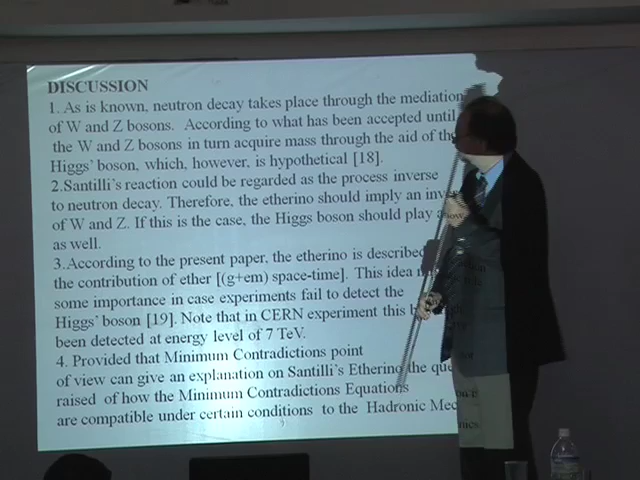 DISCUSSION
1. As is known, neutron decay takes place through the mediation
of W and Z bosons. According to what has been accepted until
the W and Z bosons in turn acquire mass through the aid of the
Higgs' boson, which, however, is hypothetical [18].
2.Santilli's reaction could be regarded as the process inverse
to neutron decay. Therefore, the etherino should imply an
of W and Z. If this is the case, the Higgs boson should play a
as well.
3.According to the present paper, the etherino is described
the contribution of ether [(g+em) space-time]. This idea
some importance in case experiments fail to detect the
Higgs' boson [19]. Note that in CERN experiment this
been detected at energy level of 7 TeV.
4. Provided that Minimum Contradictions point
of view can give an explanation on Santilli's Etherino the
raised of how the Minimum Contradictions Equations
are compatible under certain conditions to the Hadronic